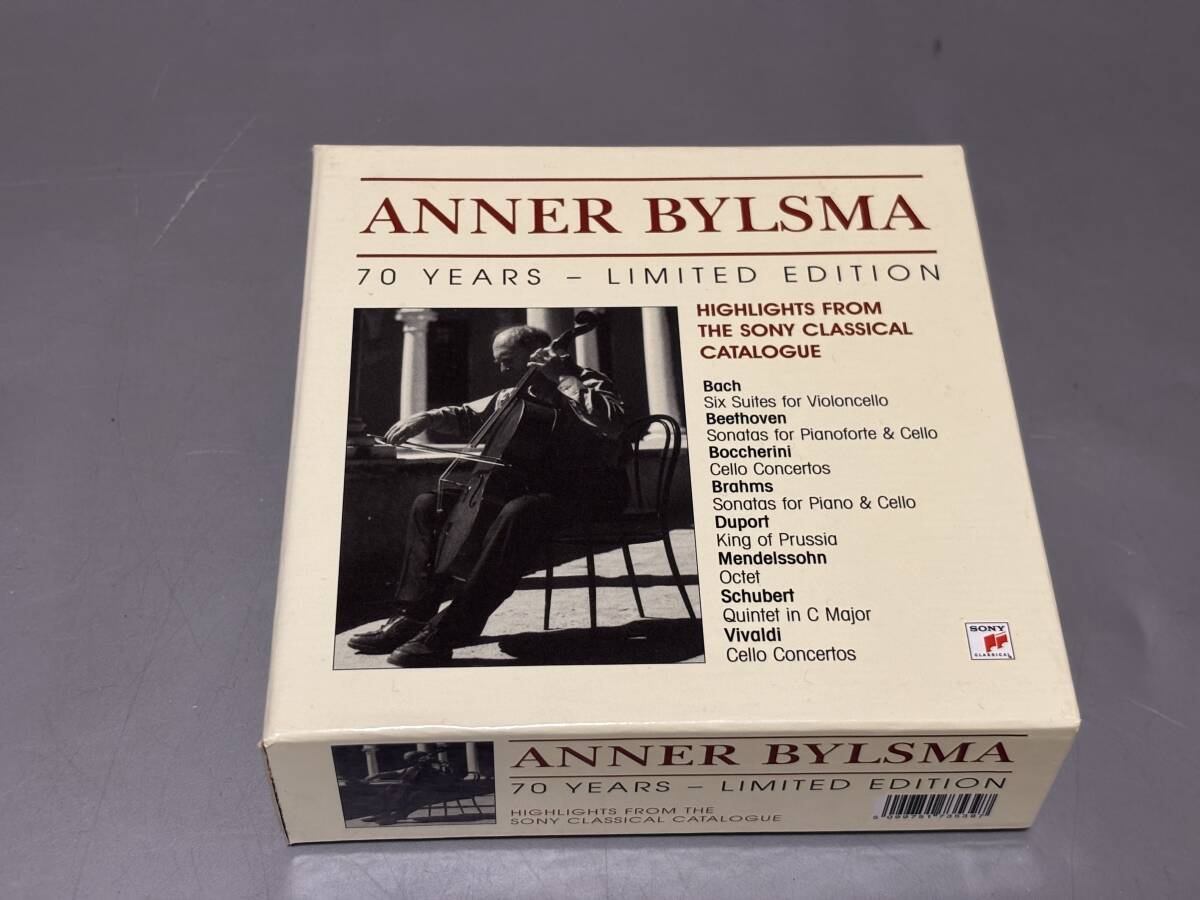 ANNER BYLSMA
70 YEARS – LIMITED EDITION
HIGHLIGHTS FROM
THE SONY CLASSICAL
CATALOGUE
Bach
Six Suites for Violoncello
Beethoven
Sonatas for Pianoforte & Cello
Boccherini
Cello Concertos
Brahms
Sonatas for Piano & Cello
Duport
King of Prussia
Mendelssohn
Octet
Schubert
Quintet in C Major
Vivaldi
Cello Concertos
SONY
CLASSICAL
ANNER BYLSMA
70 YEARS – LIMITED EDITION
HIGHLIGHTS FROM THE
SONY CLASSICAL CATALOGUE